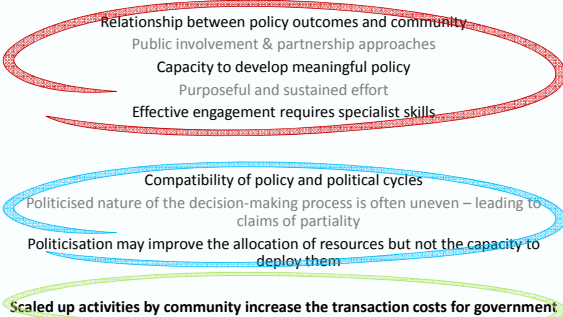 Relationship between policy outcomes and community
Public involvement & partnership approaches
Capacity to develop meaningful policy
Purposeful and sustained effort
Effective engagement requires specialist skills
Compatibility of policy and political cycles
Politicised nature of the decision-making process is often uneven – leading to
claims of partiality
Politicisation may improve the allocation of resources but not the capacity to
deploy them
Scaled up activities by community increase the transaction costs for government